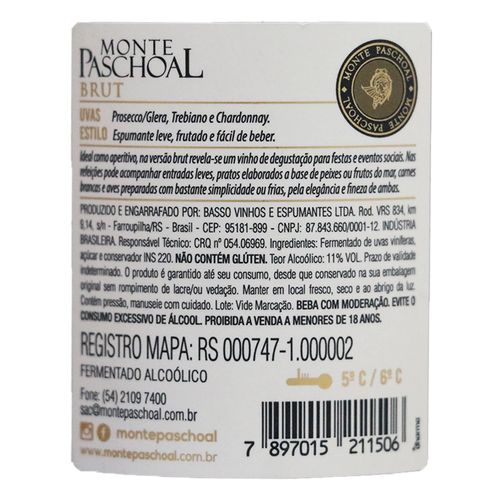 MONTE
PASCHOAL
BRUT
MONTE PASCHOAL
MONTE PASCHOAL
UVAS Prosecco/Glera, Trebiano e Chardonnay.
ESTILO Espumante leve, frutado e fácil de beber.
Ideal como aperitivo, na versão brut revela-se um vinho de degustação para festas e eventos sociais. Nas
refeições pode acompanhar entradas leves, pratos elaborados a base de peixes ou frutos do mar, carnes
brancas e aves preparadas com bastante simplicidade ou frias, pela elegância e fineza de ambas.
PRODUZIDO E ENGARRAFADO POR: BASSO VINHOS E ESPUMANTES LTDA. Rod. VRS 834, km
9,14, s/n - Farroupilha/RS - Brasil - CEP: 95181-899 - CNPJ: 87.843.660/0001-12. INDÚSTRIA
BRASILEIRA. Responsável Técnico: CRQ nº 054.06969. Ingredientes: Fermentado de uvas viníferas,
açúcar e conservador INS 220. NÃO CONTÉM GLÚTEN. Teor Alcoólico: 11% VOL. Prazo de validade
indeterminado. O produto é garantido até seu consumo, desde que conservado na sua embalagem
original sem rompimento de lacre/ou vedação. Manter em local fresco, seco e ao abrigo da luz.
Contém pressão, manuseie com cuidado. Lote: Vide Marcação. BEBA COM MODERAÇÃO. EVITE O
CONSUMO EXCESSIVO DE ÁLCOOL. PROIBIDA A VENDA A MENORES DE 18 ANOS.
REGISTRO MAPA: RS 000747-1.000002
FERMENTADO ALCOÓLICO
5º C / 6º C
Fone: (54) 2109 7400
sac@montepaschoal.com.br
montepaschoal
www.montepaschoal.com.br
7 897015 211506